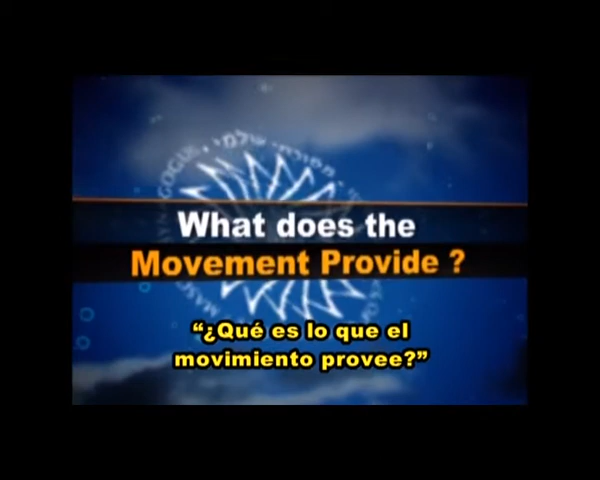 What does the
Movement Provide ?
“¿Qué es lo que el
movimiento provee?”